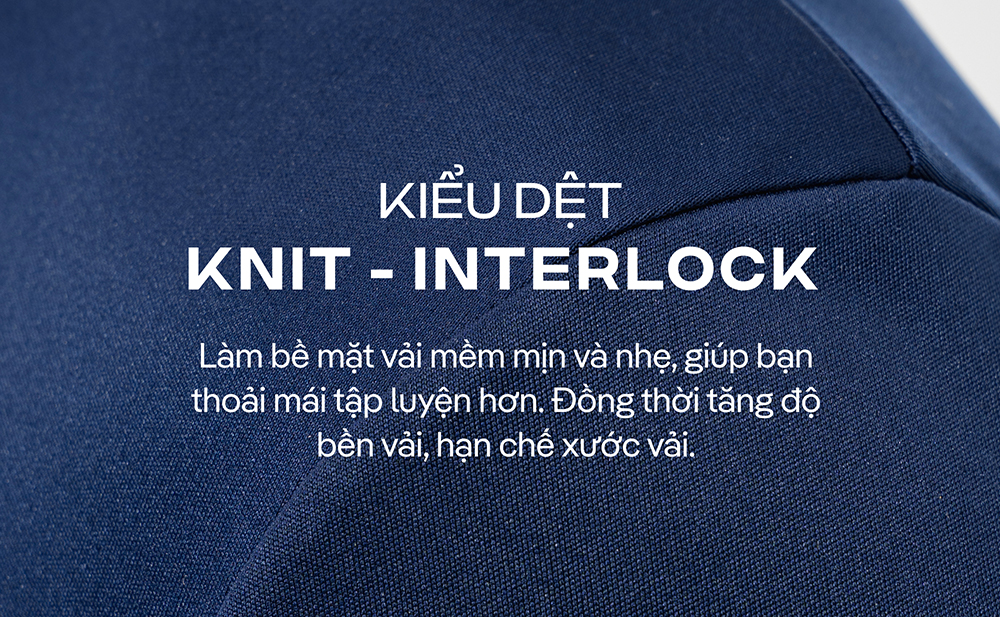 KIỂU DỆT
KNIT - INTERLOCK
Làm bề mặt vải mềm mịn và nhẹ, giúp bạn
thoải mái tập luyện hơn. Đồng thời tăng độ
bền vải, hạn chế xước vải.